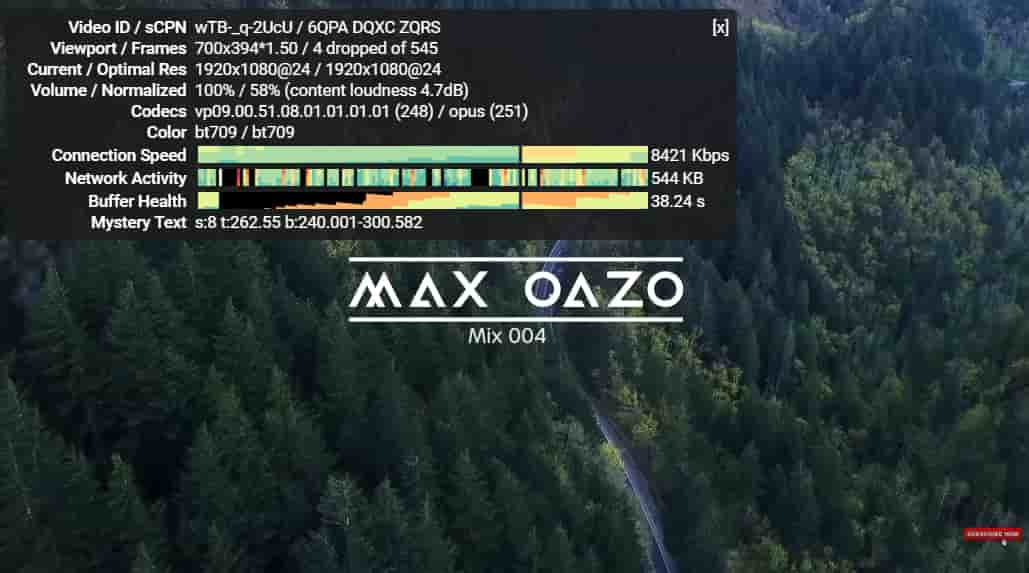 Video ID / sCPN wTB-_q-2UcU / 6QPA DQXC ZQRS [x]
Viewport / Frames 700x394*1.50 / 4 dropped of 545
Current / Optimal Res 1920x1080@24 / 1920x1080@24
Volume / Normalized 100% / 58% (content loudness 4.7dB)
Codecs vp09.00.51.08.01.01.01.01 (248) / opus (251)
Color bt709 / bt709
Connection Speed 8421 Kbps
Network Activity 544 KB
Buffer Health 38.24 s
Mystery Text s:8 t:262.55 b:240.001-300.582
MAX OAZO
Mix 004
SUBSCRIBE NOW